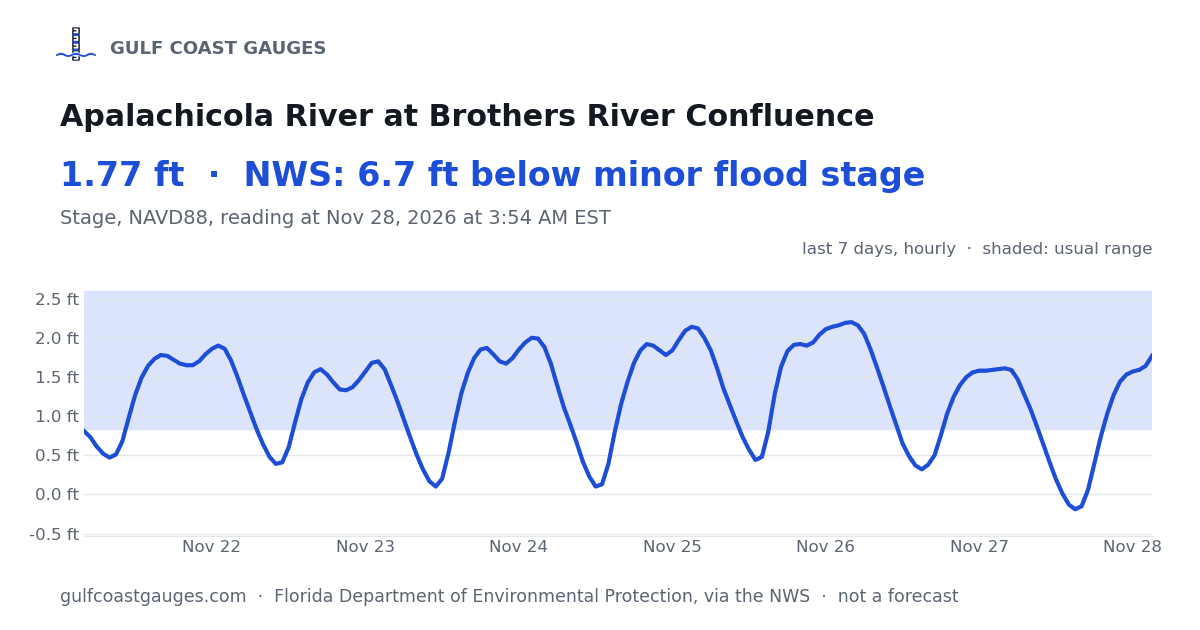 GULF COAST GAUGES
Apalachicola River at Brothers River Confluence
1.77 ft · NWS: 6.7 ft below minor flood stage
Stage, NAVD88, reading at Nov 28, 2026 at 3:54 AM EST
last 7 days, hourly · shaded: usual range
2.5 ft
2.0 ft
1.5 ft
1.0 ft
0.5 ft
0.0 ft
-0.5 ft
Nov 22 Nov 23 Nov 24 Nov 25 Nov 26 Nov 27 Nov 28
gulfcoastgauges.com · Florida Department of Environmental Protection, via the NWS · not a forecast